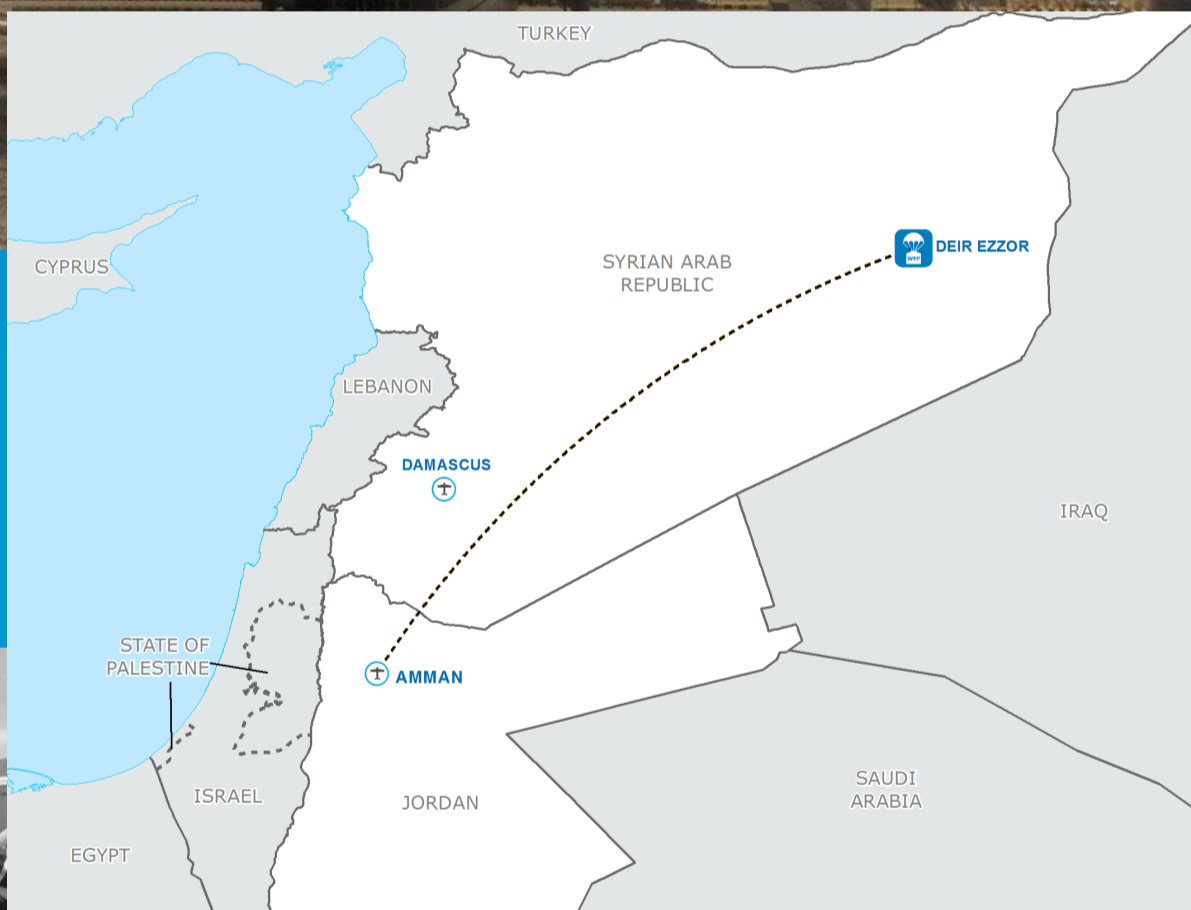 TURKEY
CYPRUS
SYRIAN ARAB
REPUBLIC
WFP
DEIR EZZOR
LEBANON
DAMASCUS
IRAQ
STATE OF
PALESTINE
AMMAN
ISRAEL
JORDAN
SAUDI
ARABIA
EGYPT